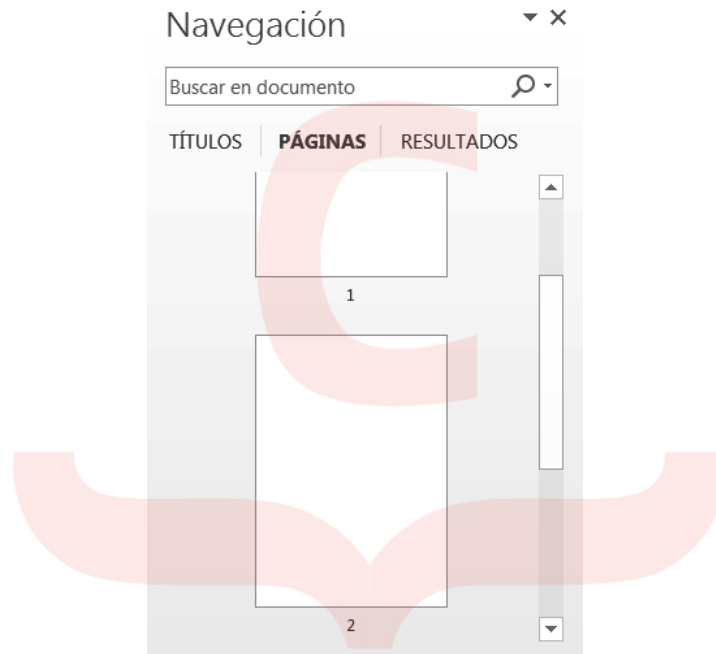 Navegación
Buscar en documento
TÍTULOS PÁGINAS RESULTADOS
1
2